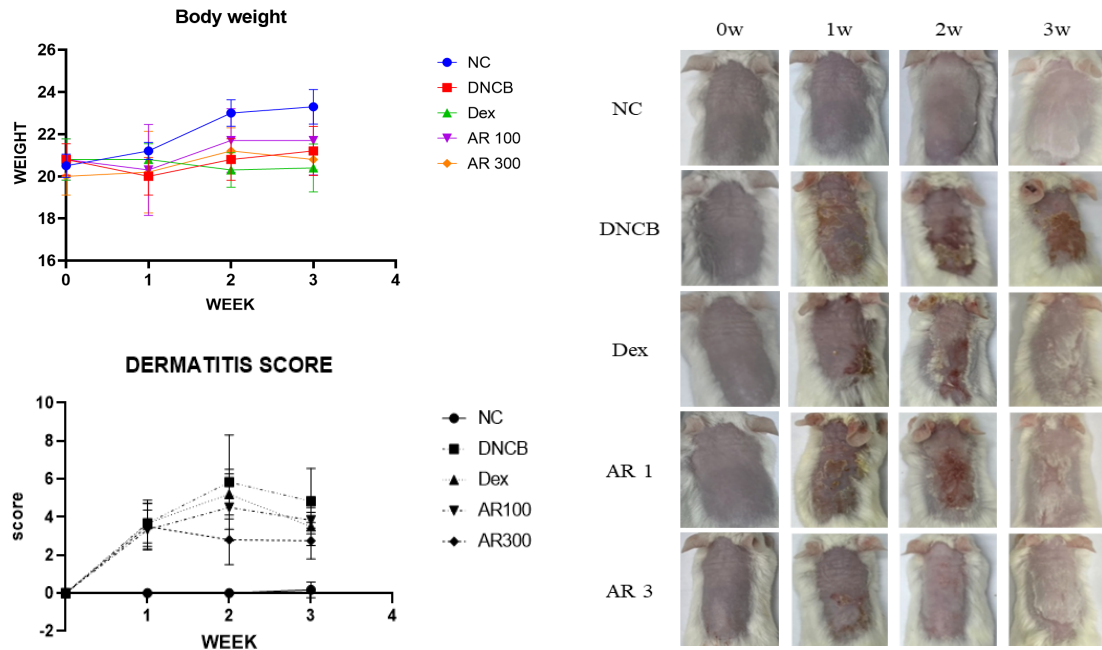 Body weight
26
24
22
20
18
16
WEIGHT
0 1 2 3 4
WEEK
NC
DNCB
Dex
AR 100
AR 300
DERMATITIS SCORE
10
8
6
4
2
0
-2
score
1 2 3 4
WEEK
NC
DNCB
Dex
AR100
AR300
0w 1w 2w 3w
NC
DNCB
Dex
AR 1
AR 3